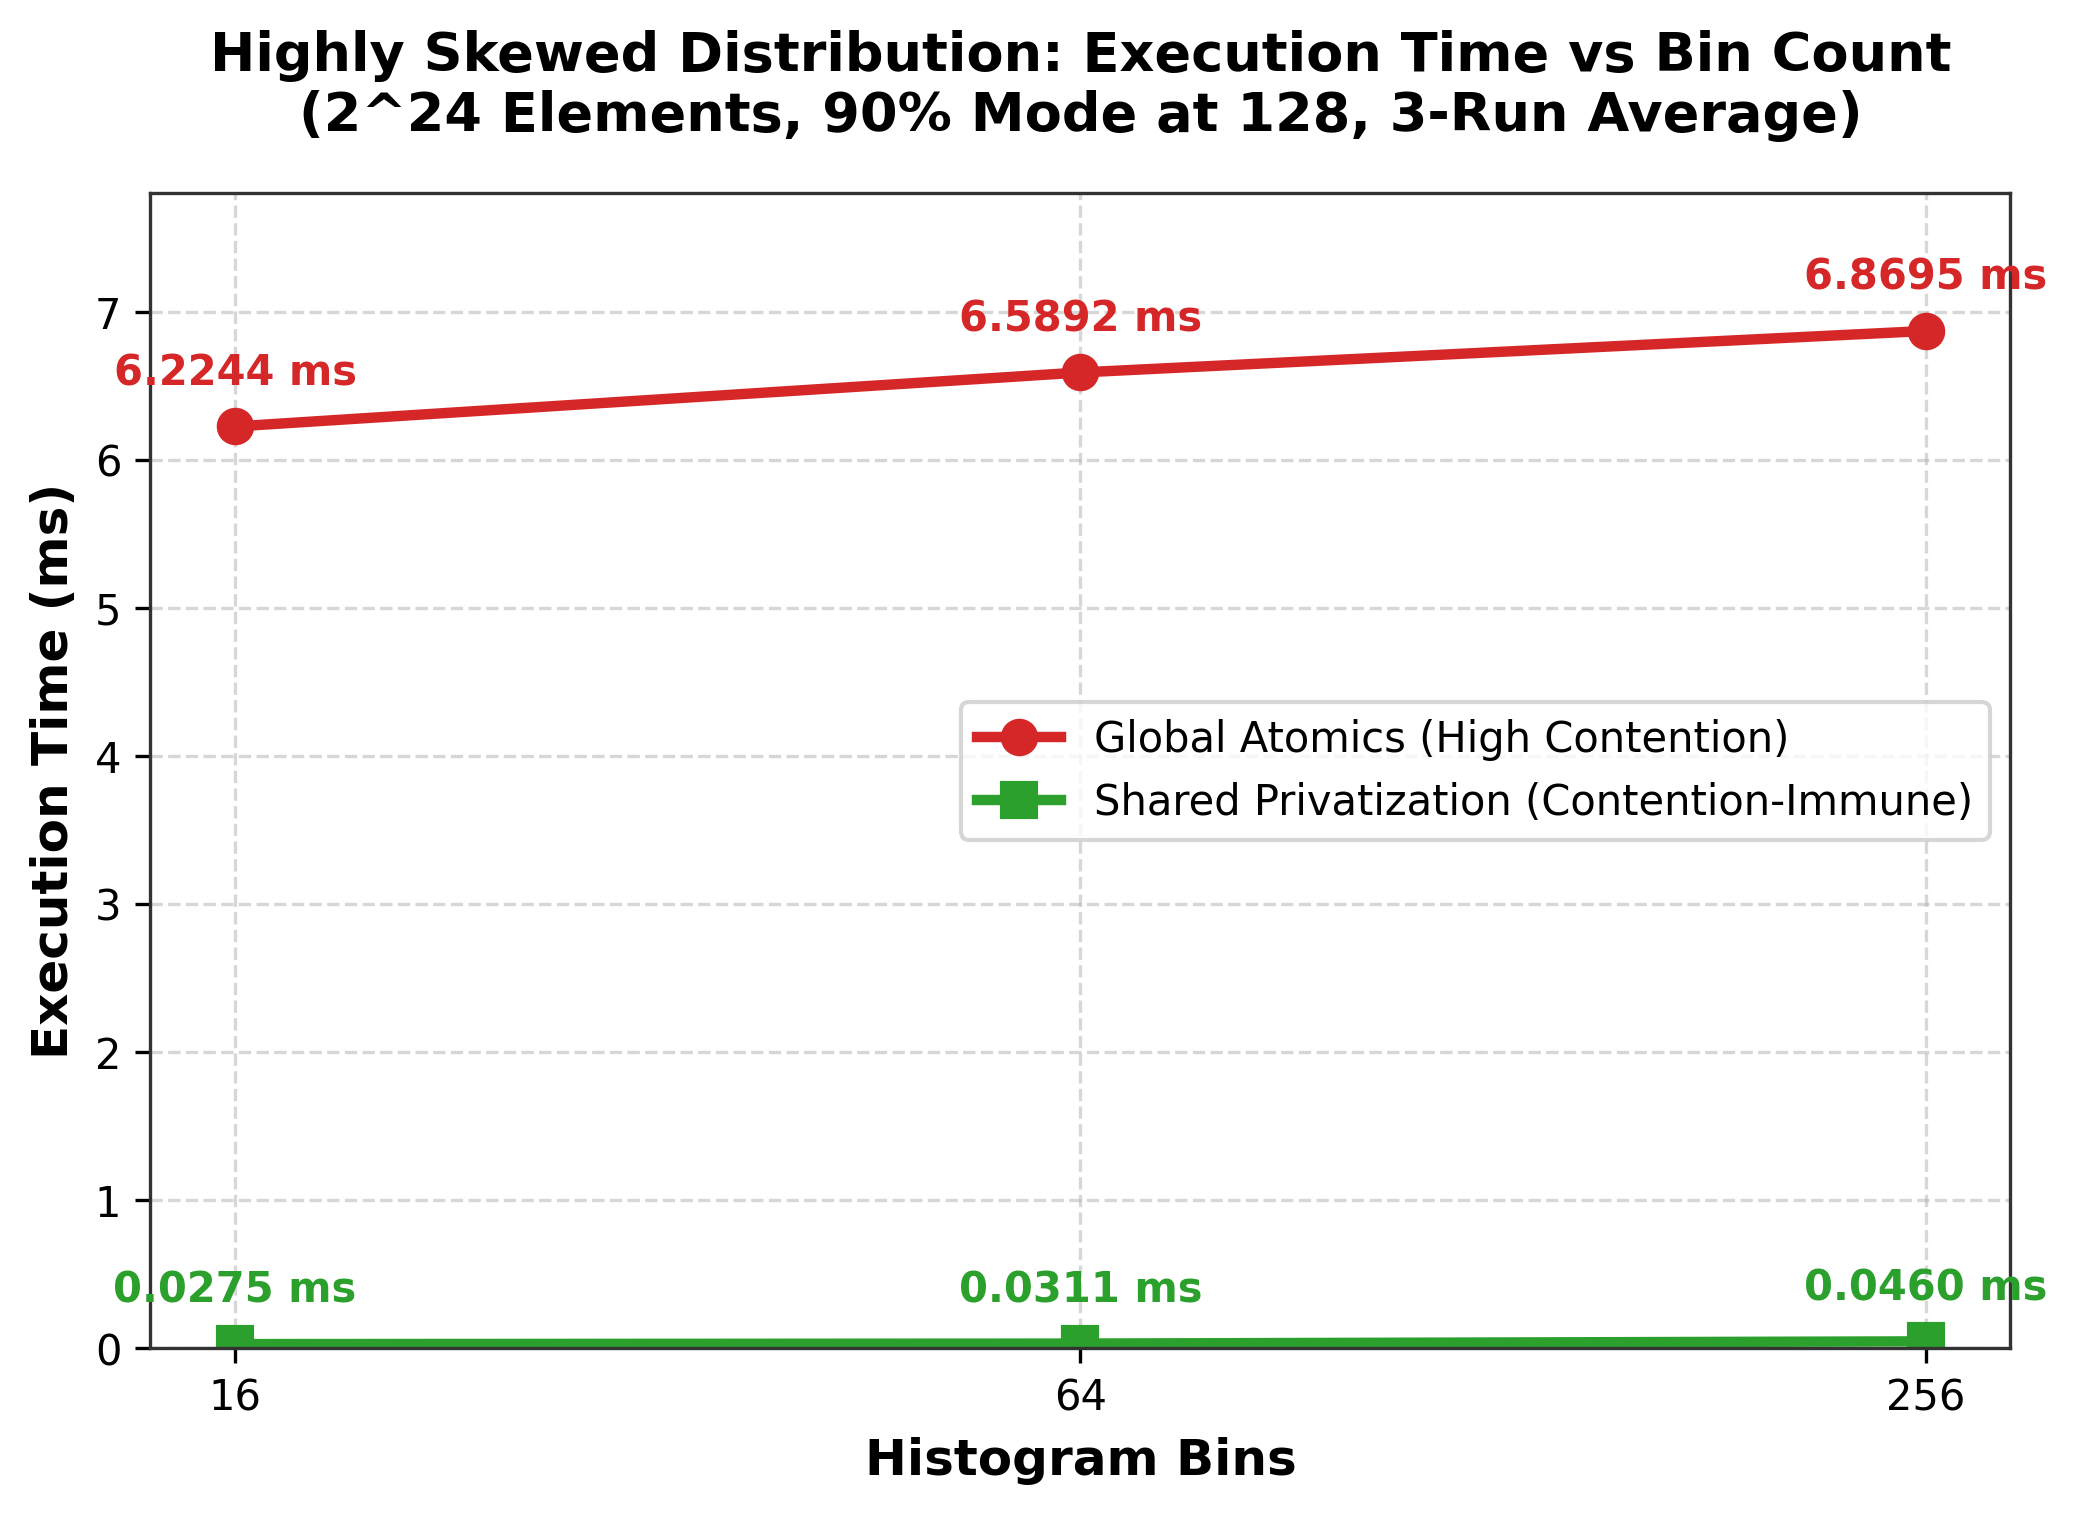 Highly Skewed Distribution: Execution Time vs Bin Count
(2^24 Elements, 90% Mode at 128, 3-Run Average)
Execution Time (ms)
7
6
5
4
3
2
1
0
6.2244 ms
6.5892 ms
6.8695 ms
Global Atomics (High Contention)
Shared Privatization (Contention-Immune)
0.0275 ms
0.0311 ms
0.0460 ms
16
64
256
Histogram Bins